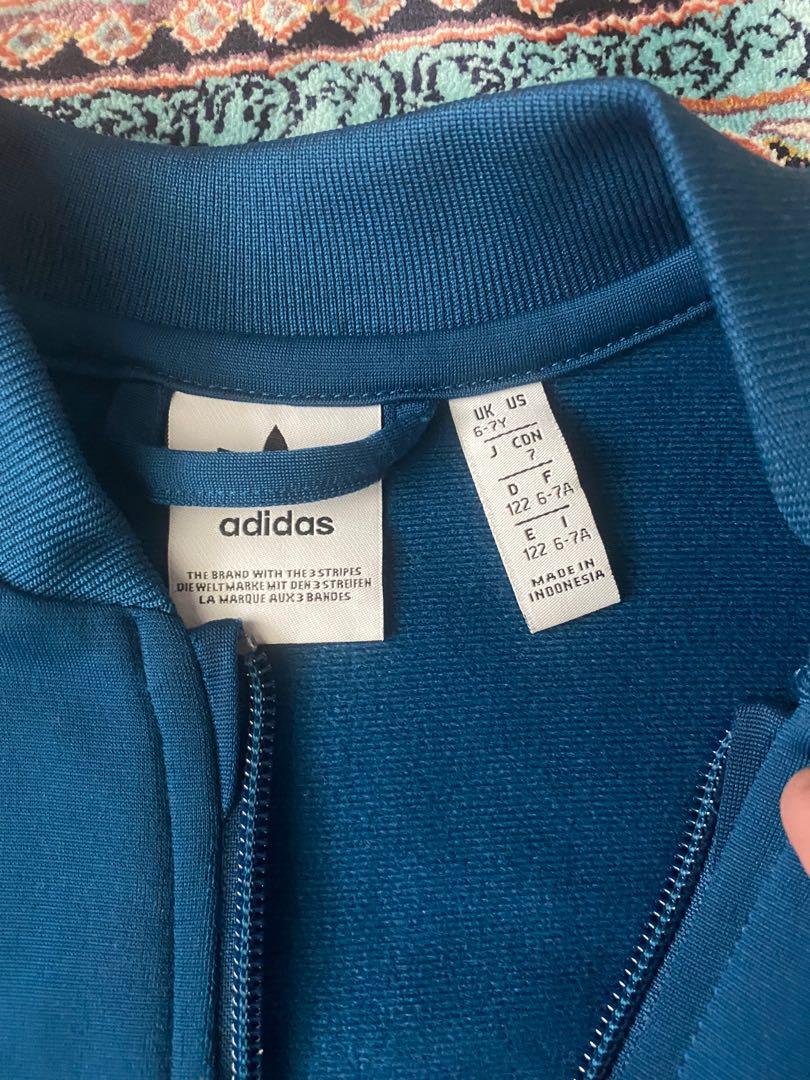 adidas
THE BRAND WITH THE 3 STRIPES
DIE WELTMARKE MIT DEN 3 STREIFEN
LA MARQUE AUX 3 BANDES
UK US
6-7Y
J CDN
7
D F
122 6-7A
E I
122 6-7A
MADE IN
INDONESIA